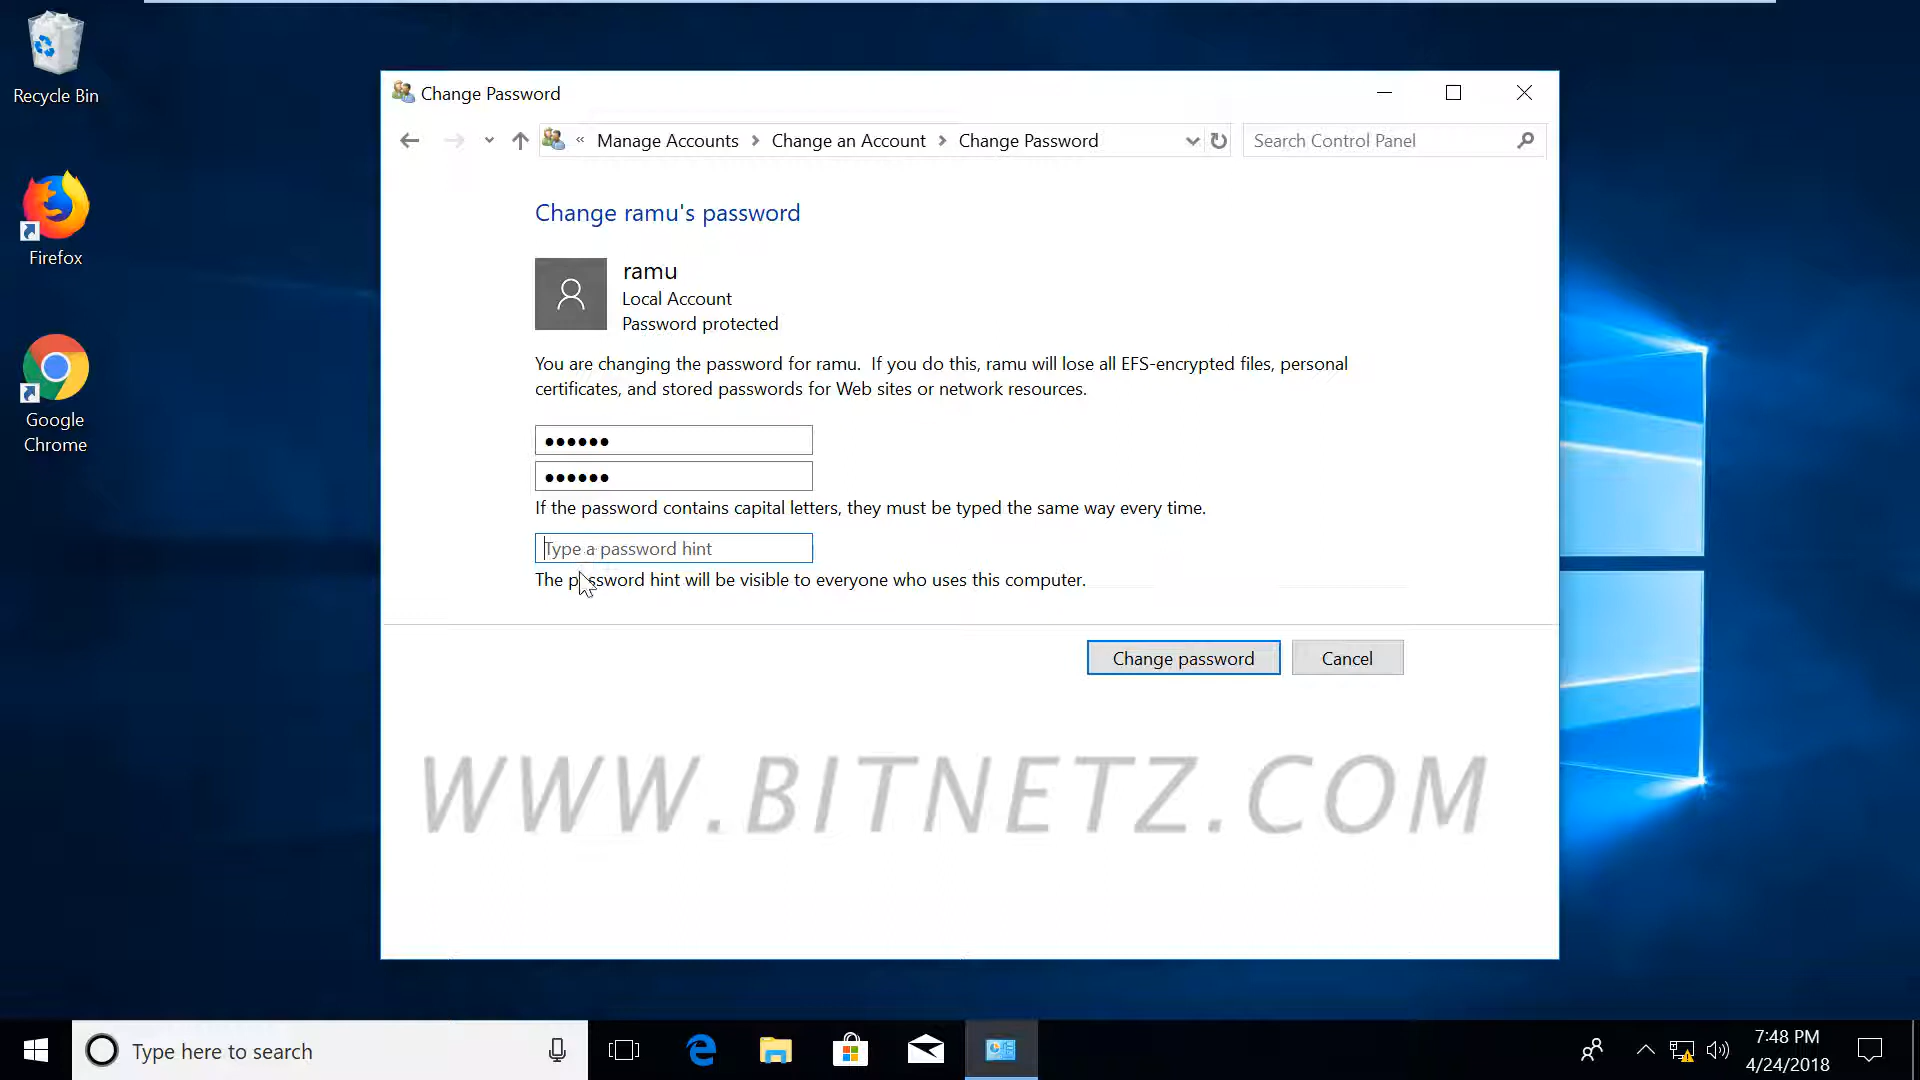 Recycle Bin
Firefox
Google
Chrome
Change Password
« Manage Accounts > Change an Account > Change Password
Search Control Panel
Change ramu's password
ramu
Local Account
Password protected
You are changing the password for ramu.  If you do this, ramu will lose all EFS-encrypted files, personal
certificates, and stored passwords for Web sites or network resources.
●●●●●●
●●●●●●
If the password contains capital letters, they must be typed the same way every time.
Type a password hint
The password hint will be visible to everyone who uses this computer.
Change password
Cancel
WWW.BITNETZ.COM
Type here to search
7:48 PM
4/24/2018